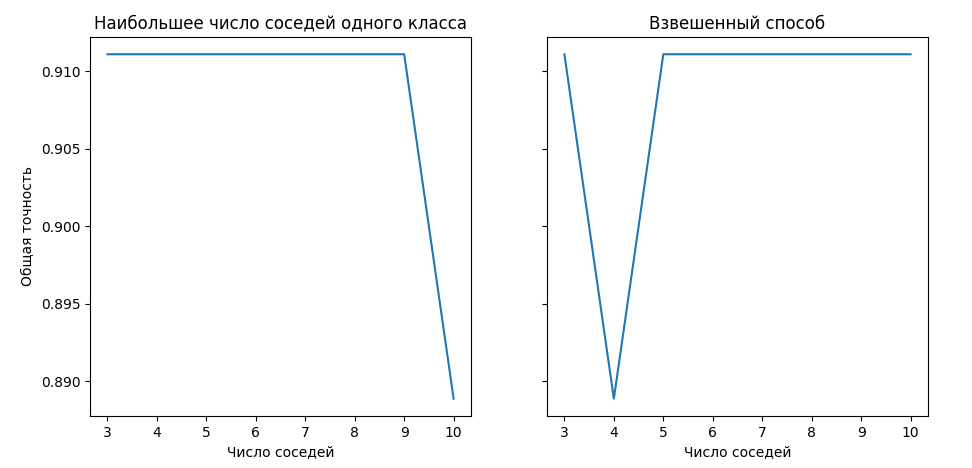 Наибольшее число соседей одного класса
Взвешенный способ
Общая точность
0.910
0.905
0.900
0.895
0.890
3 4 5 6 7 8 9 10
Число соседей
3 4 5 6 7 8 9 10
Число соседей